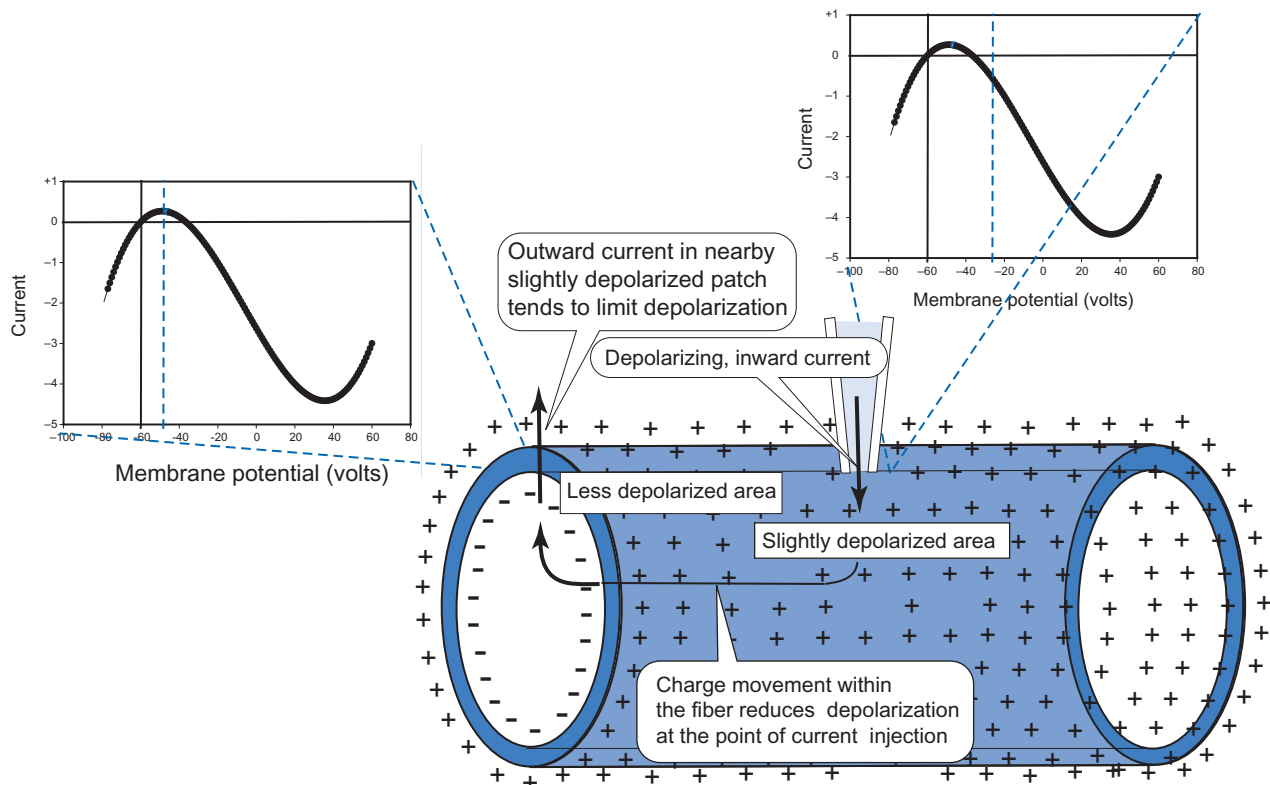 +1
0
–1
–2
–3
–4
–5
Current
–100 –80 –60 –40 –20 0 20 40 60 80
Membrane potential (volts)
+1
0
–1
–2
–3
–4
–5
Current
–100 –80 –60 –40 –20 0 20 40 60 80
Membrane potential (volts)
Outward current in nearby
slightly depolarized patch
tends to limit depolarization
Depolarizing, inward current
Less depolarized area
Slightly depolarized area
Charge movement within
the fiber reduces depolarization
at the point of current injection